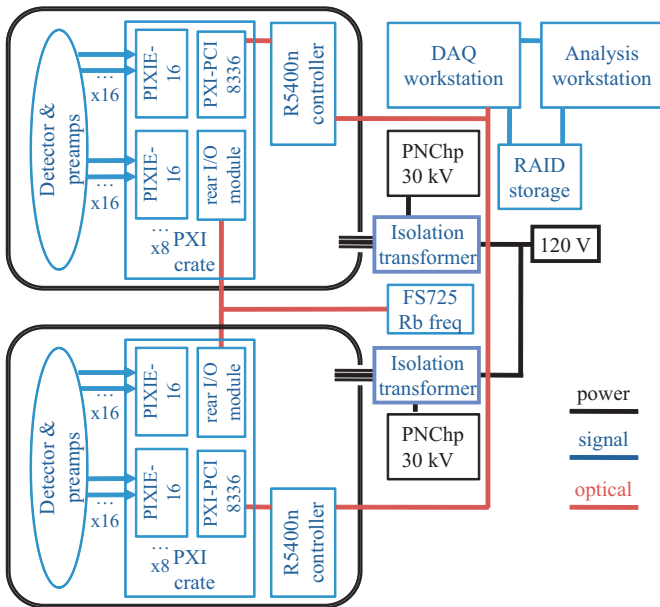 Detector &
preamps
x16
...
x16
...
PIXIE-
16
PIXIE-
16
...
x8
PXI
crate
PXI-PCI
8336
rear I/O
module
R5400n
controller
DAQ
workstation
Analysis
workstation
RAID
storage
PNChp
30 kV
Isolation
transformer
120 V
FS725
Rb freq
Isolation
transformer
PNChp
30 kV
Detector &
preamps
...
x16
...
x16
PIXIE-
16
PIXIE-
16
...
x8
PXI
crate
rear I/O
module
PXI-PCI
8336
R5400n
controller
power
signal
optical